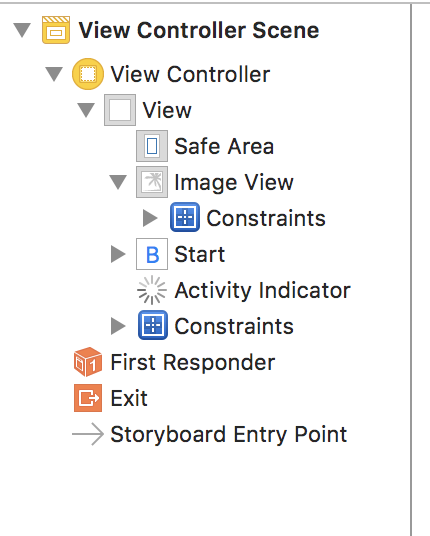 View Controller Scene
View Controller
View
Safe Area
Image View
Constraints
B Start
Activity Indicator
Constraints
1 First Responder
Exit
Storyboard Entry Point